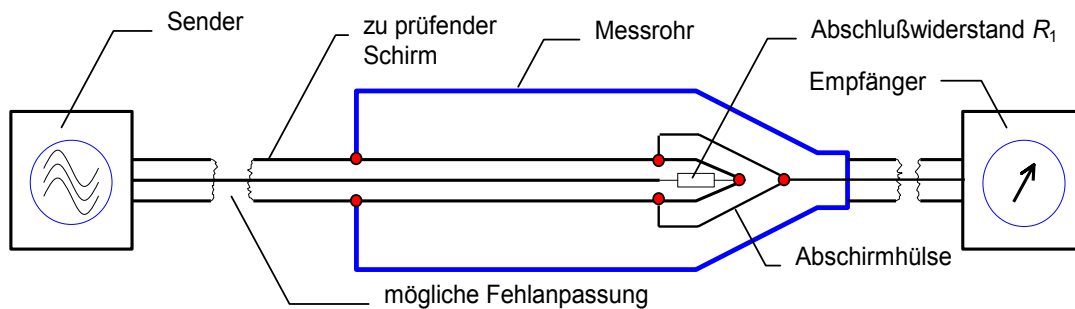 Sender
zu prüfender
Schirm
Messrohr
Abschlußwiderstand R1
Empfänger
Abschirmhülse
mögliche Fehlanpassung